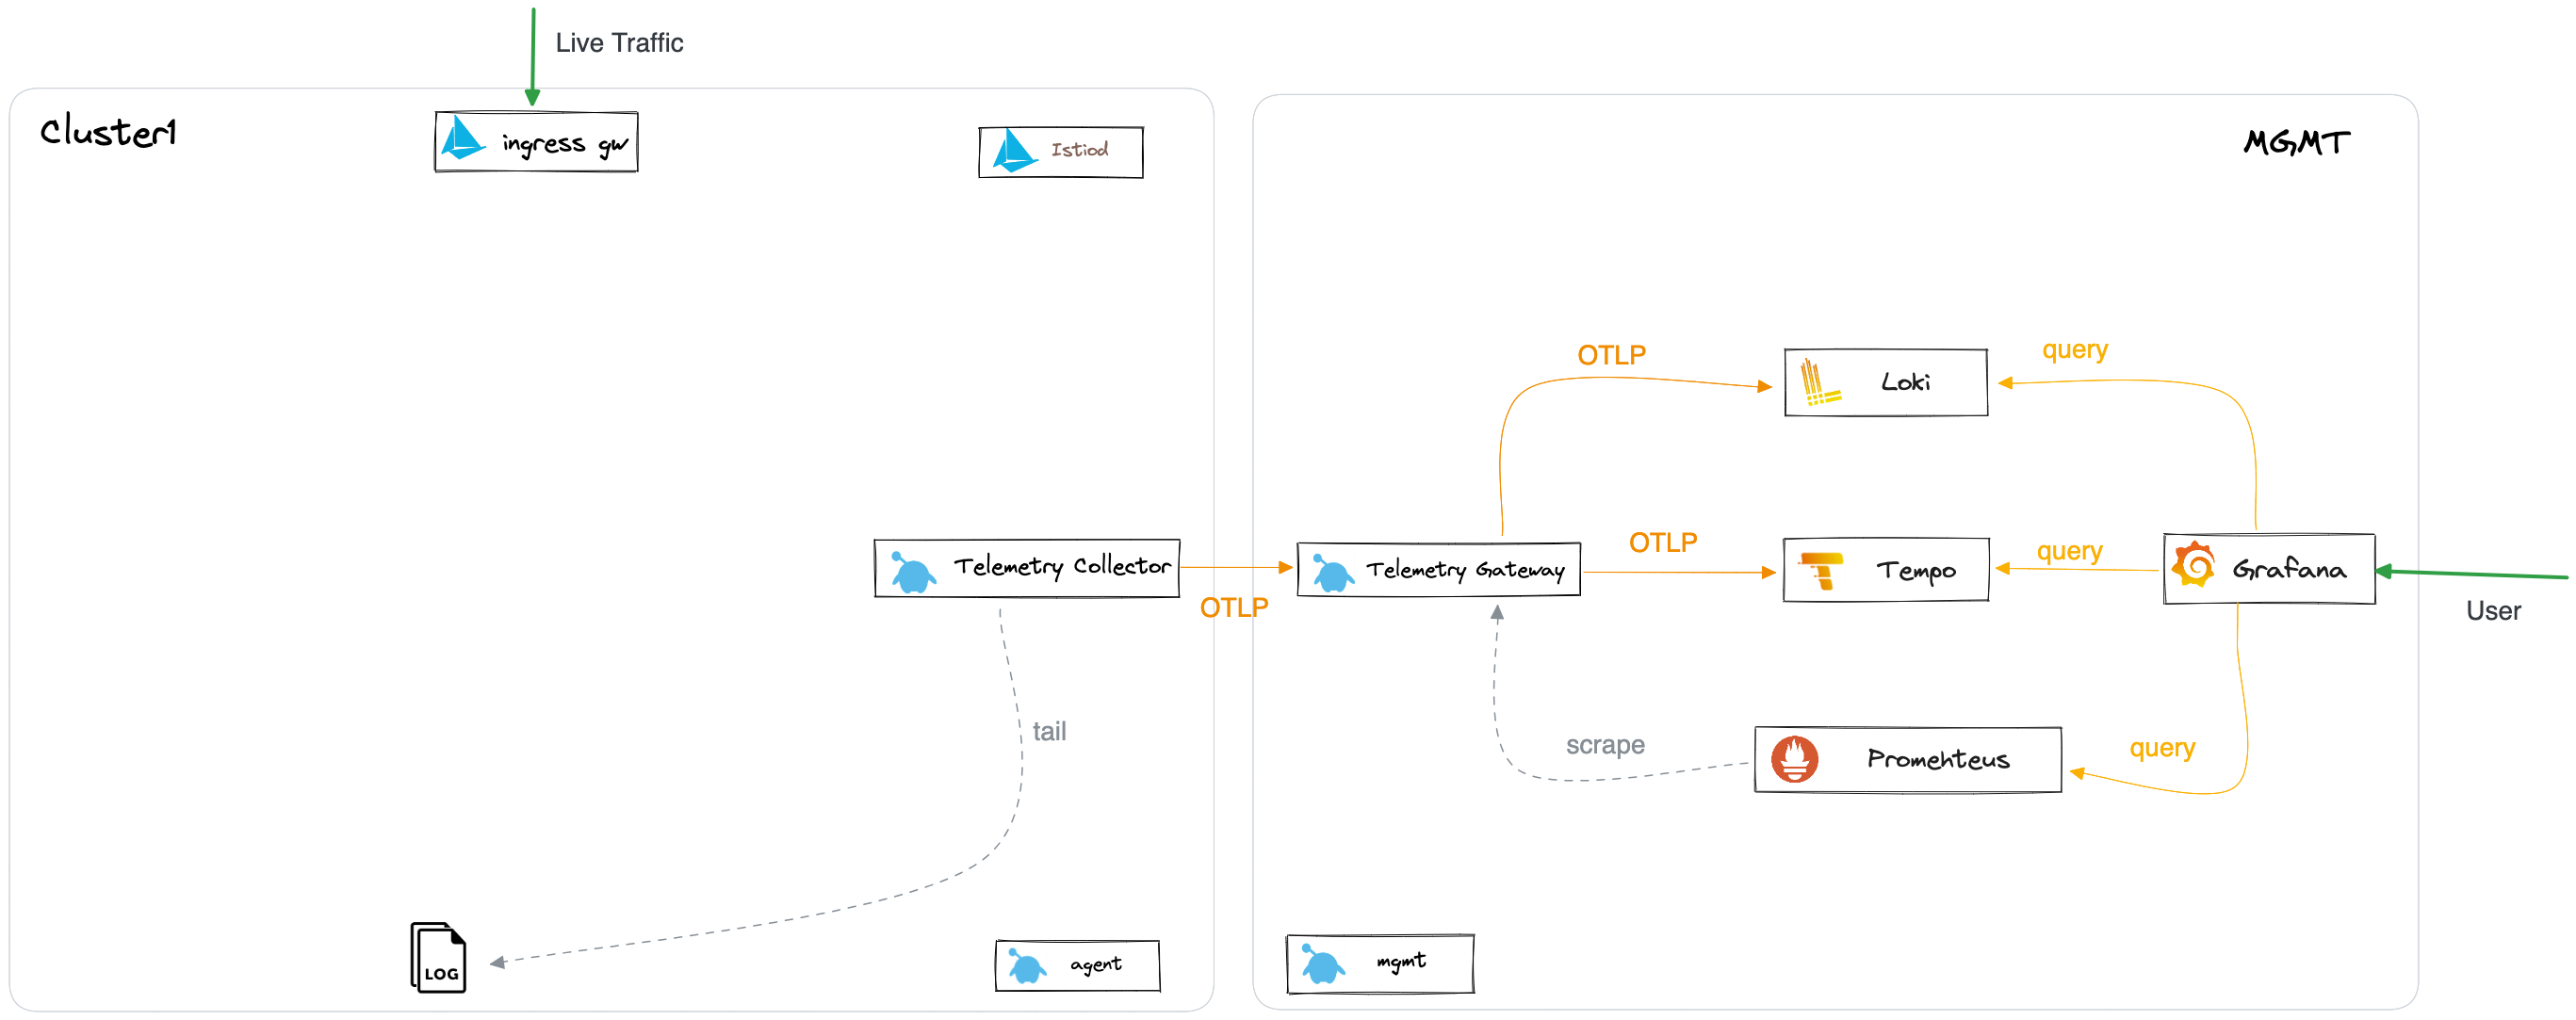 Live Traffic
Cluster1
ingress gw
Istiod
MGMT
OTLP
Loki
query
Telemetry Collector
OTLP
Telemetry Gateway
OTLP
Tempo
query
Grafana
User
tail
scrape
Promehteus
query
LOG
agent
mgmt